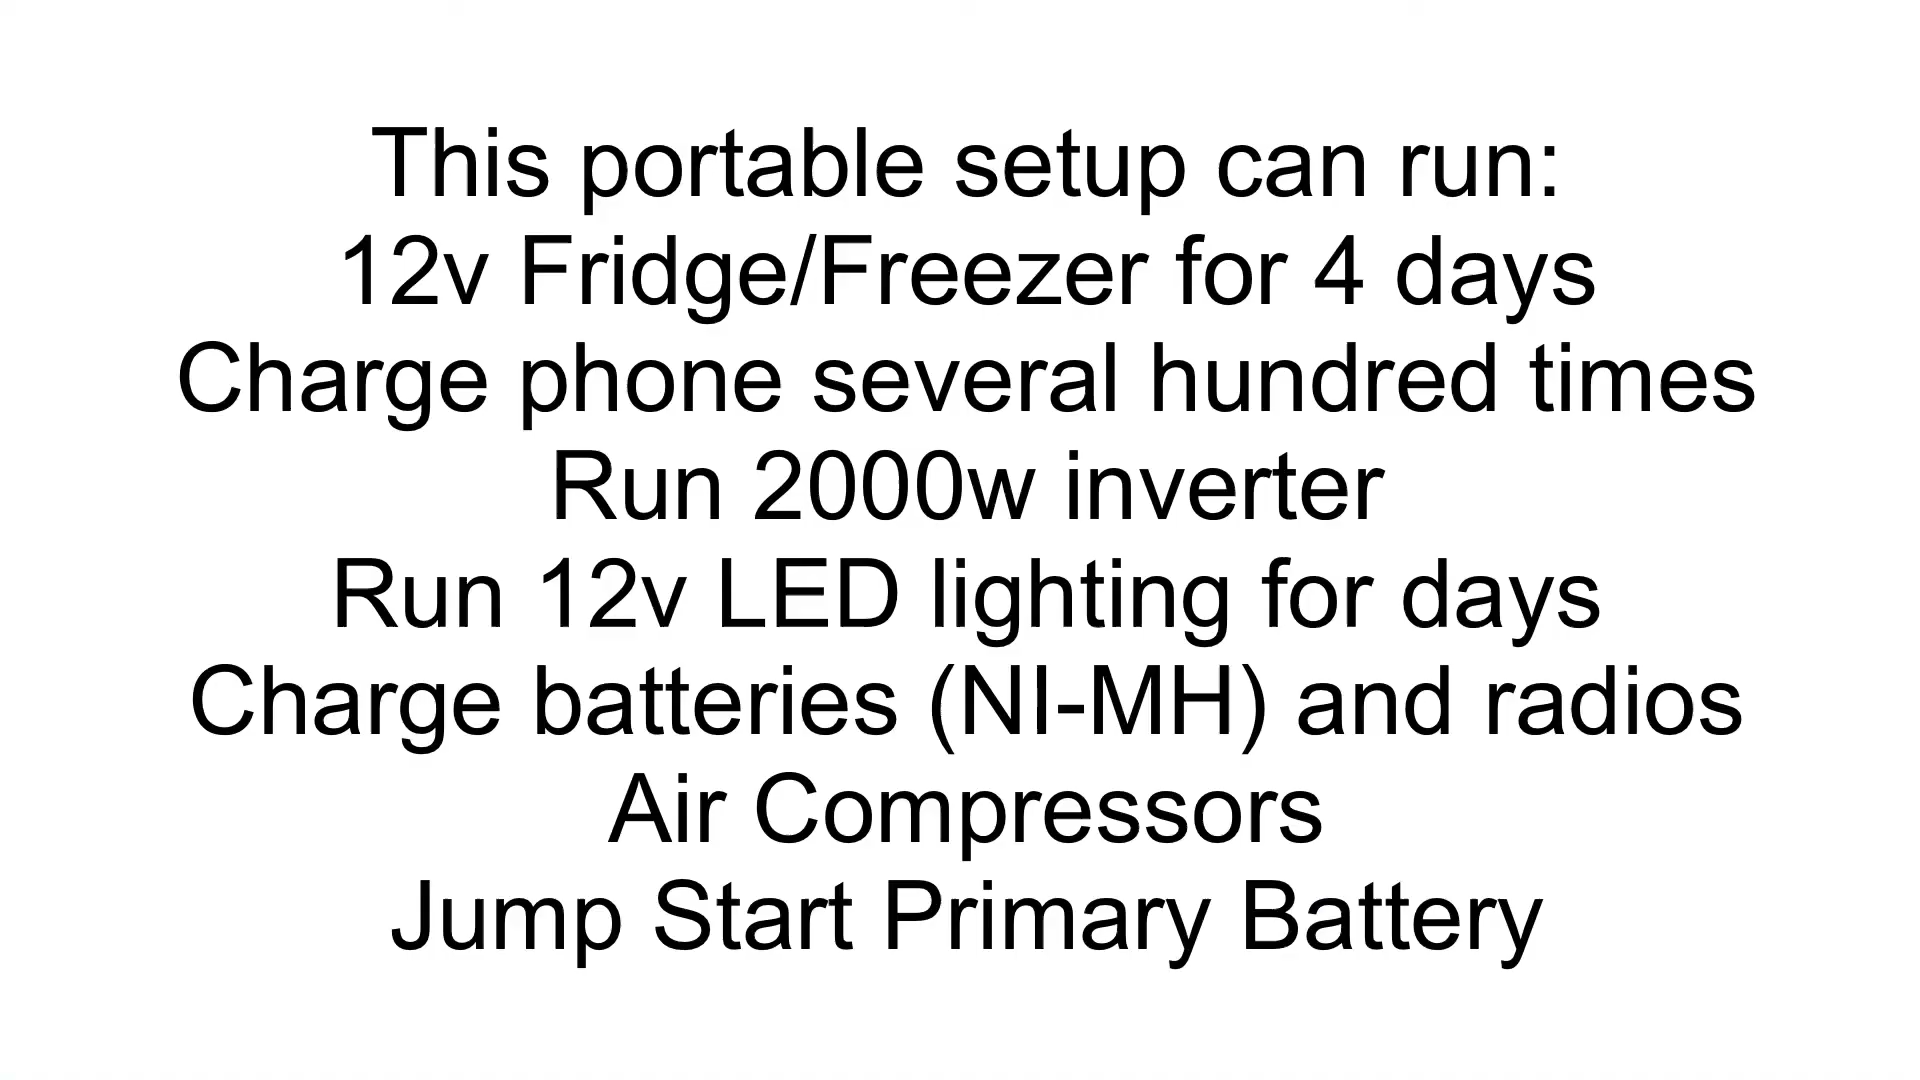 This portable setup can run:
12v Fridge/Freezer for 4 days
Charge phone several hundred times
Run 2000w inverter
Run 12v LED lighting for days
Charge batteries (NI-MH) and radios
Air Compressors
Jump Start Primary Battery